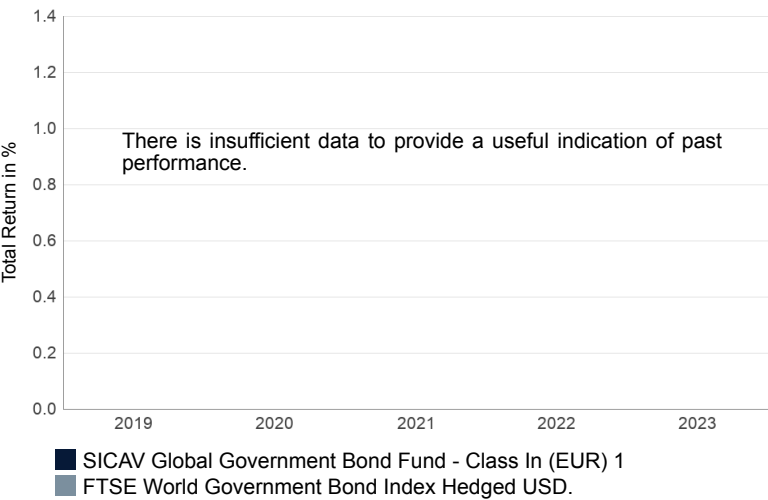 1.4
1.2
1.0
There is insufficient data to provide a useful indication of past
performance.
0.8
Total Return in %
0.6
0.4
0.2
0.0
2019 2020 2021 2022 2023
SICAV Global Government Bond Fund - Class In (EUR) 1
FTSE World Government Bond Index Hedged USD.